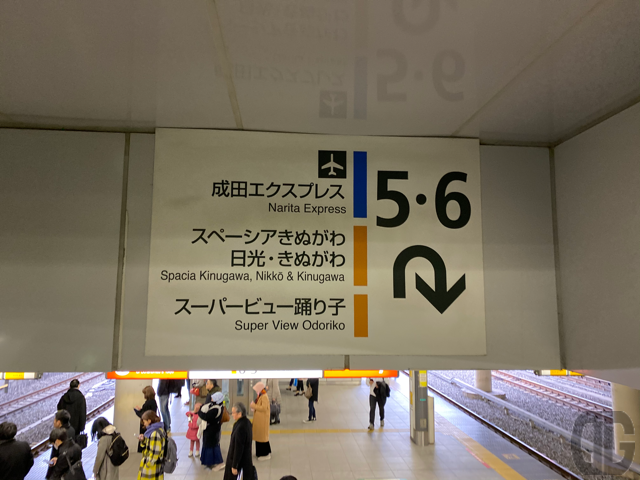 成田エクスプレス
Narita Express
5・6
スペーシアきぬがわ
日光・きぬがわ
Spacia Kinugawa, Nikkō & Kinugawa
スーパービュー踊り子
Super View Odoriko